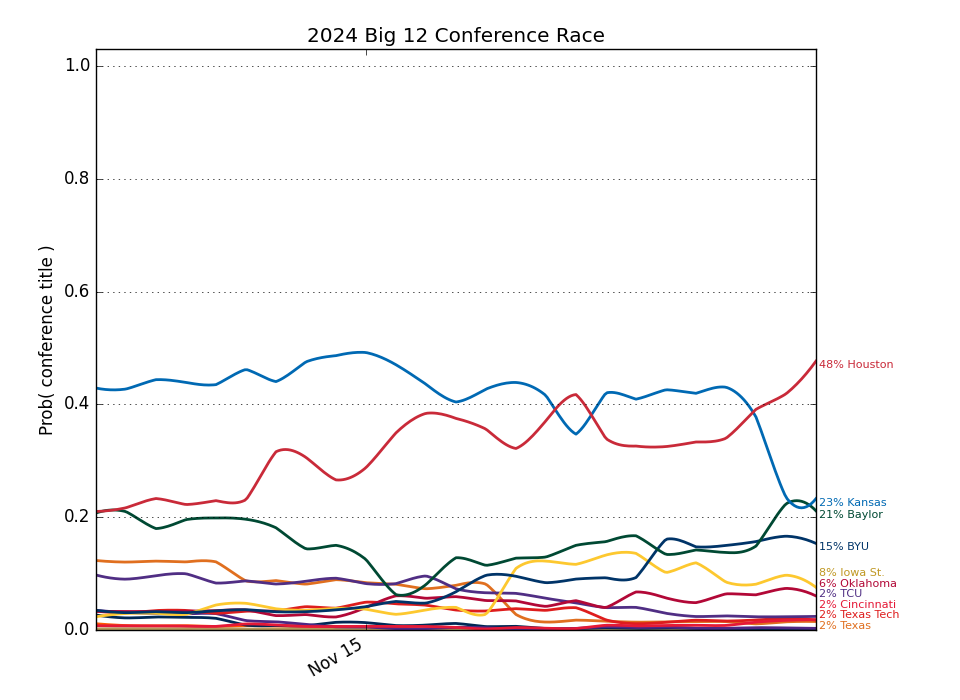 2024 Big 12 Conference Race
Prob( conference title )
1.0
0.8
0.6
0.4
0.2
0.0
Nov 15
48% Houston
23% Kansas
21% Baylor
15% BYU
8% Iowa St.
6% Oklahoma
2% TCU
2% Cincinnati
2% Texas Tech
2% Texas